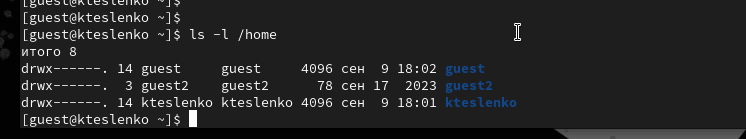 [guest@kteslenko ~]$
[guest@kteslenko ~]$
[guest@kteslenko ~]$ ls -l /home
итого 8
drwx------. 14 guest     guest     4096 сен  9 18:02 guest
drwx------.  3 guest2    guest2      78 сен 17  2023 guest2
drwx------. 14 kteslenko kteslenko 4096 сен  9 18:01 kteslenko
[guest@kteslenko ~]$